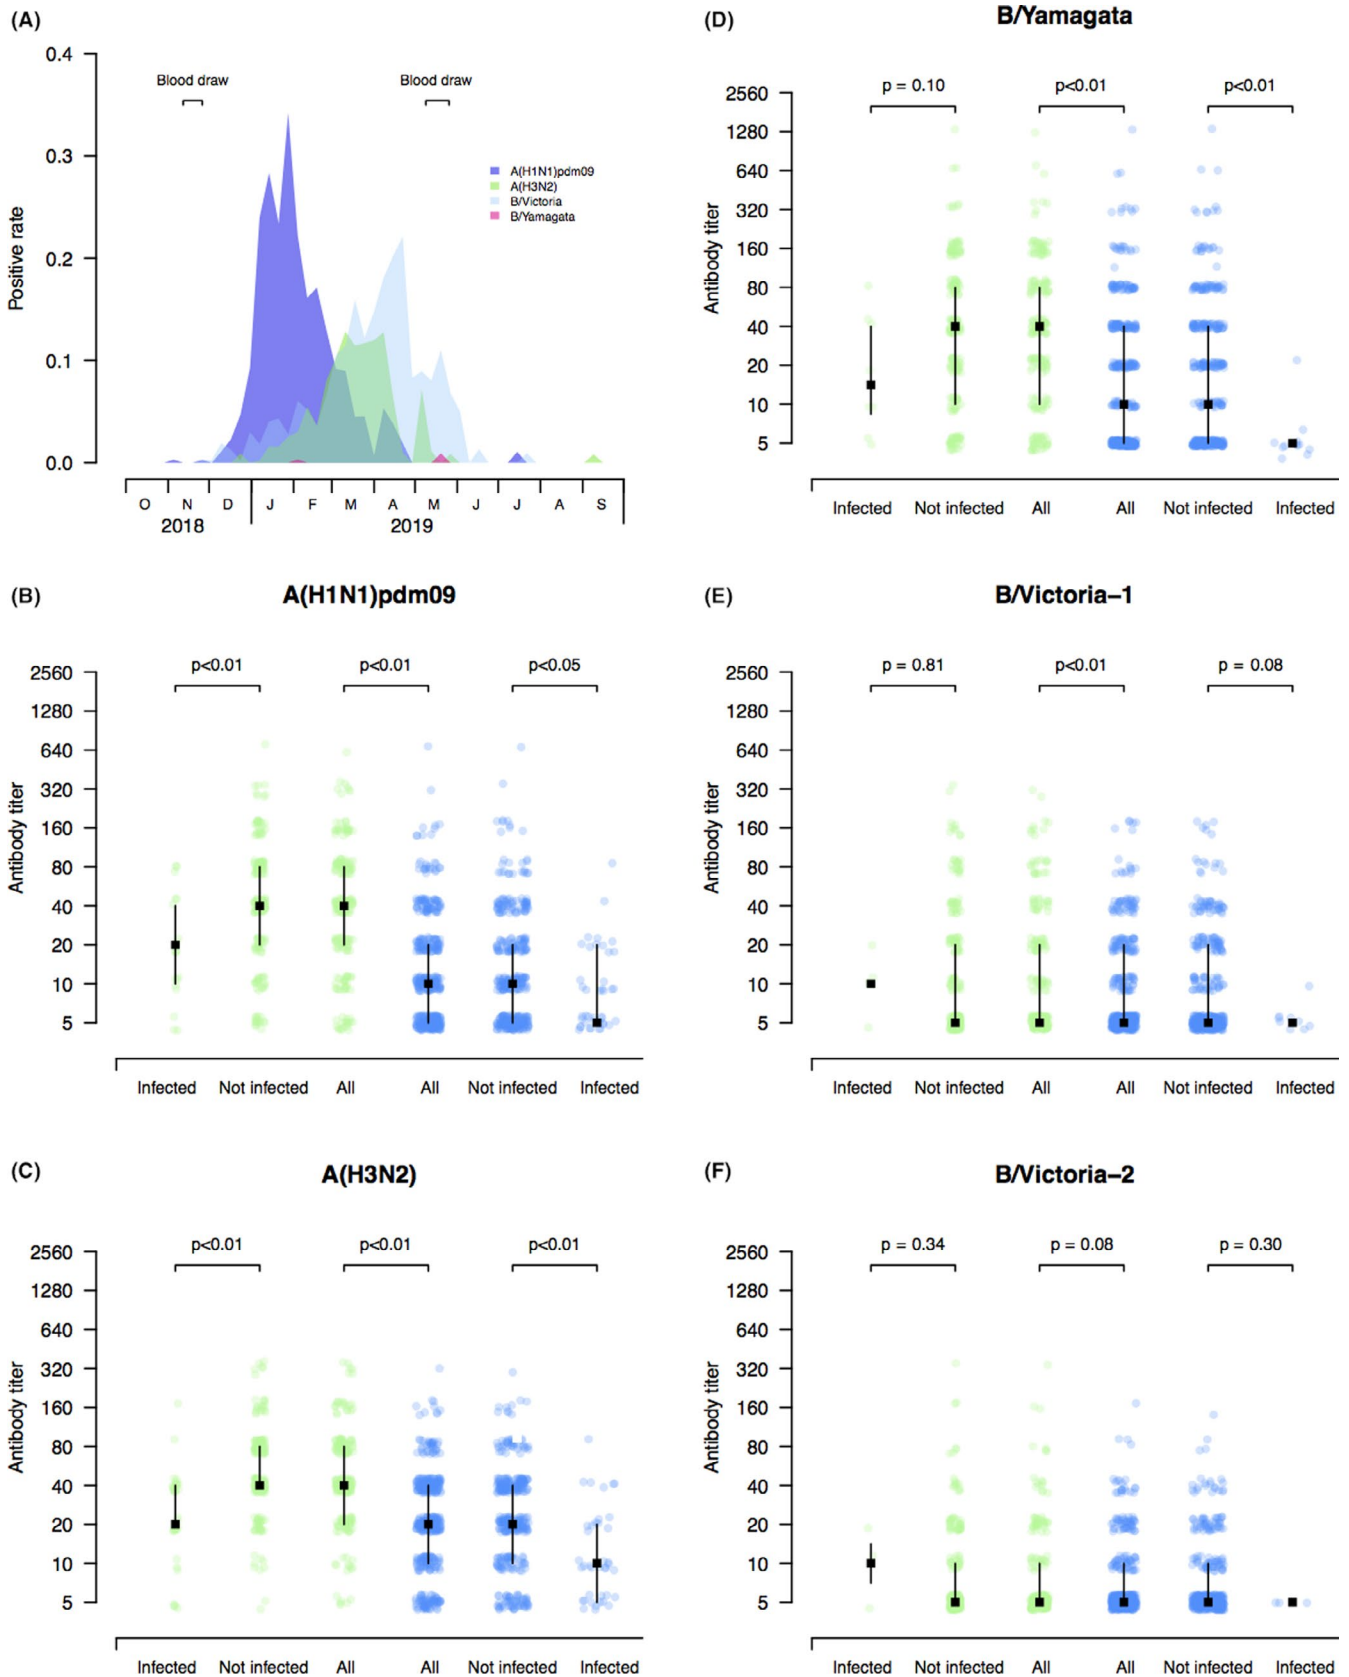 (A)
0.4
0.3
0.2
0.1
0.0
Positive rate
Blood draw
Blood draw
A(H1N1)pdm09
A(H3N2)
B/Victoria
B/Yamagata
O N D J F M A M J J A S
2018 2019
(B)
A(H1N1)pdm09
p<0.01 p<0.01 p<0.05
2560
1280
640
320
160
80
40
20
10
5
Antibody titer
Infected Not infected All All Not infected Infected
(C)
A(H3N2)
p<0.01 p<0.01 p<0.01
2560
1280
640
320
160
80
40
20
10
5
Antibody titer
Infected Not infected All All Not infected Infected
(D)
B/Yamagata
p = 0.10 p<0.01 p<0.01
2560
1280
640
320
160
80
40
20
10
5
Antibody titer
Infected Not infected All All Not infected Infected
(E)
B/Victoria–1
p = 0.81 p<0.01 p = 0.08
2560
1280
640
320
160
80
40
20
10
5
Antibody titer
Infected Not infected All All Not infected Infected
(F)
B/Victoria–2
p = 0.34 p = 0.08 p = 0.30
2560
1280
640
320
160
80
40
20
10
5
Antibody titer
Infected Not infected All All Not infected Infected